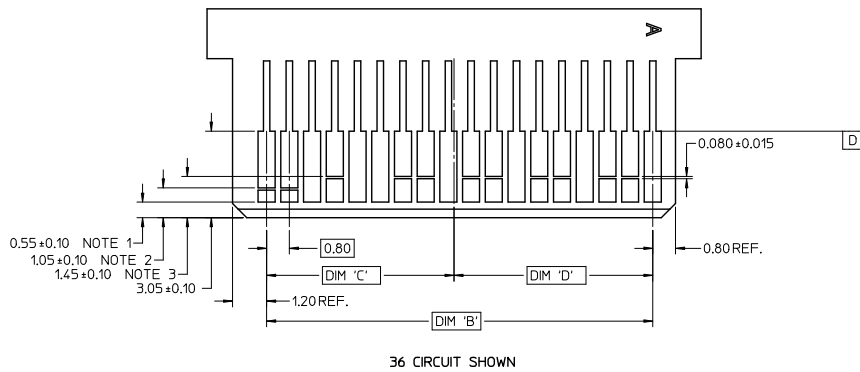 A
0.080±0.015
D
0.55±0.10 NOTE 1
1.05±0.10 NOTE 2
1.45±0.10 NOTE 3
3.05±0.10
0.80
0.80 REF.
DIM 'C'
DIM 'D'
1.20 REF.
DIM 'B'
36 CIRCUIT SHOWN